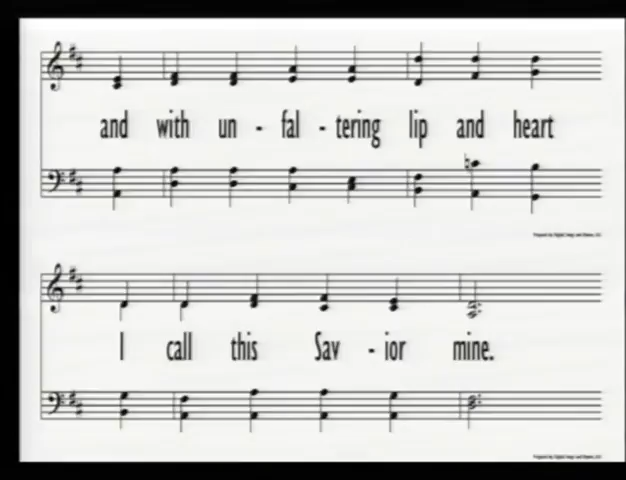 and with un - fal - tering lip and heart
I call this Sav - ior mine.